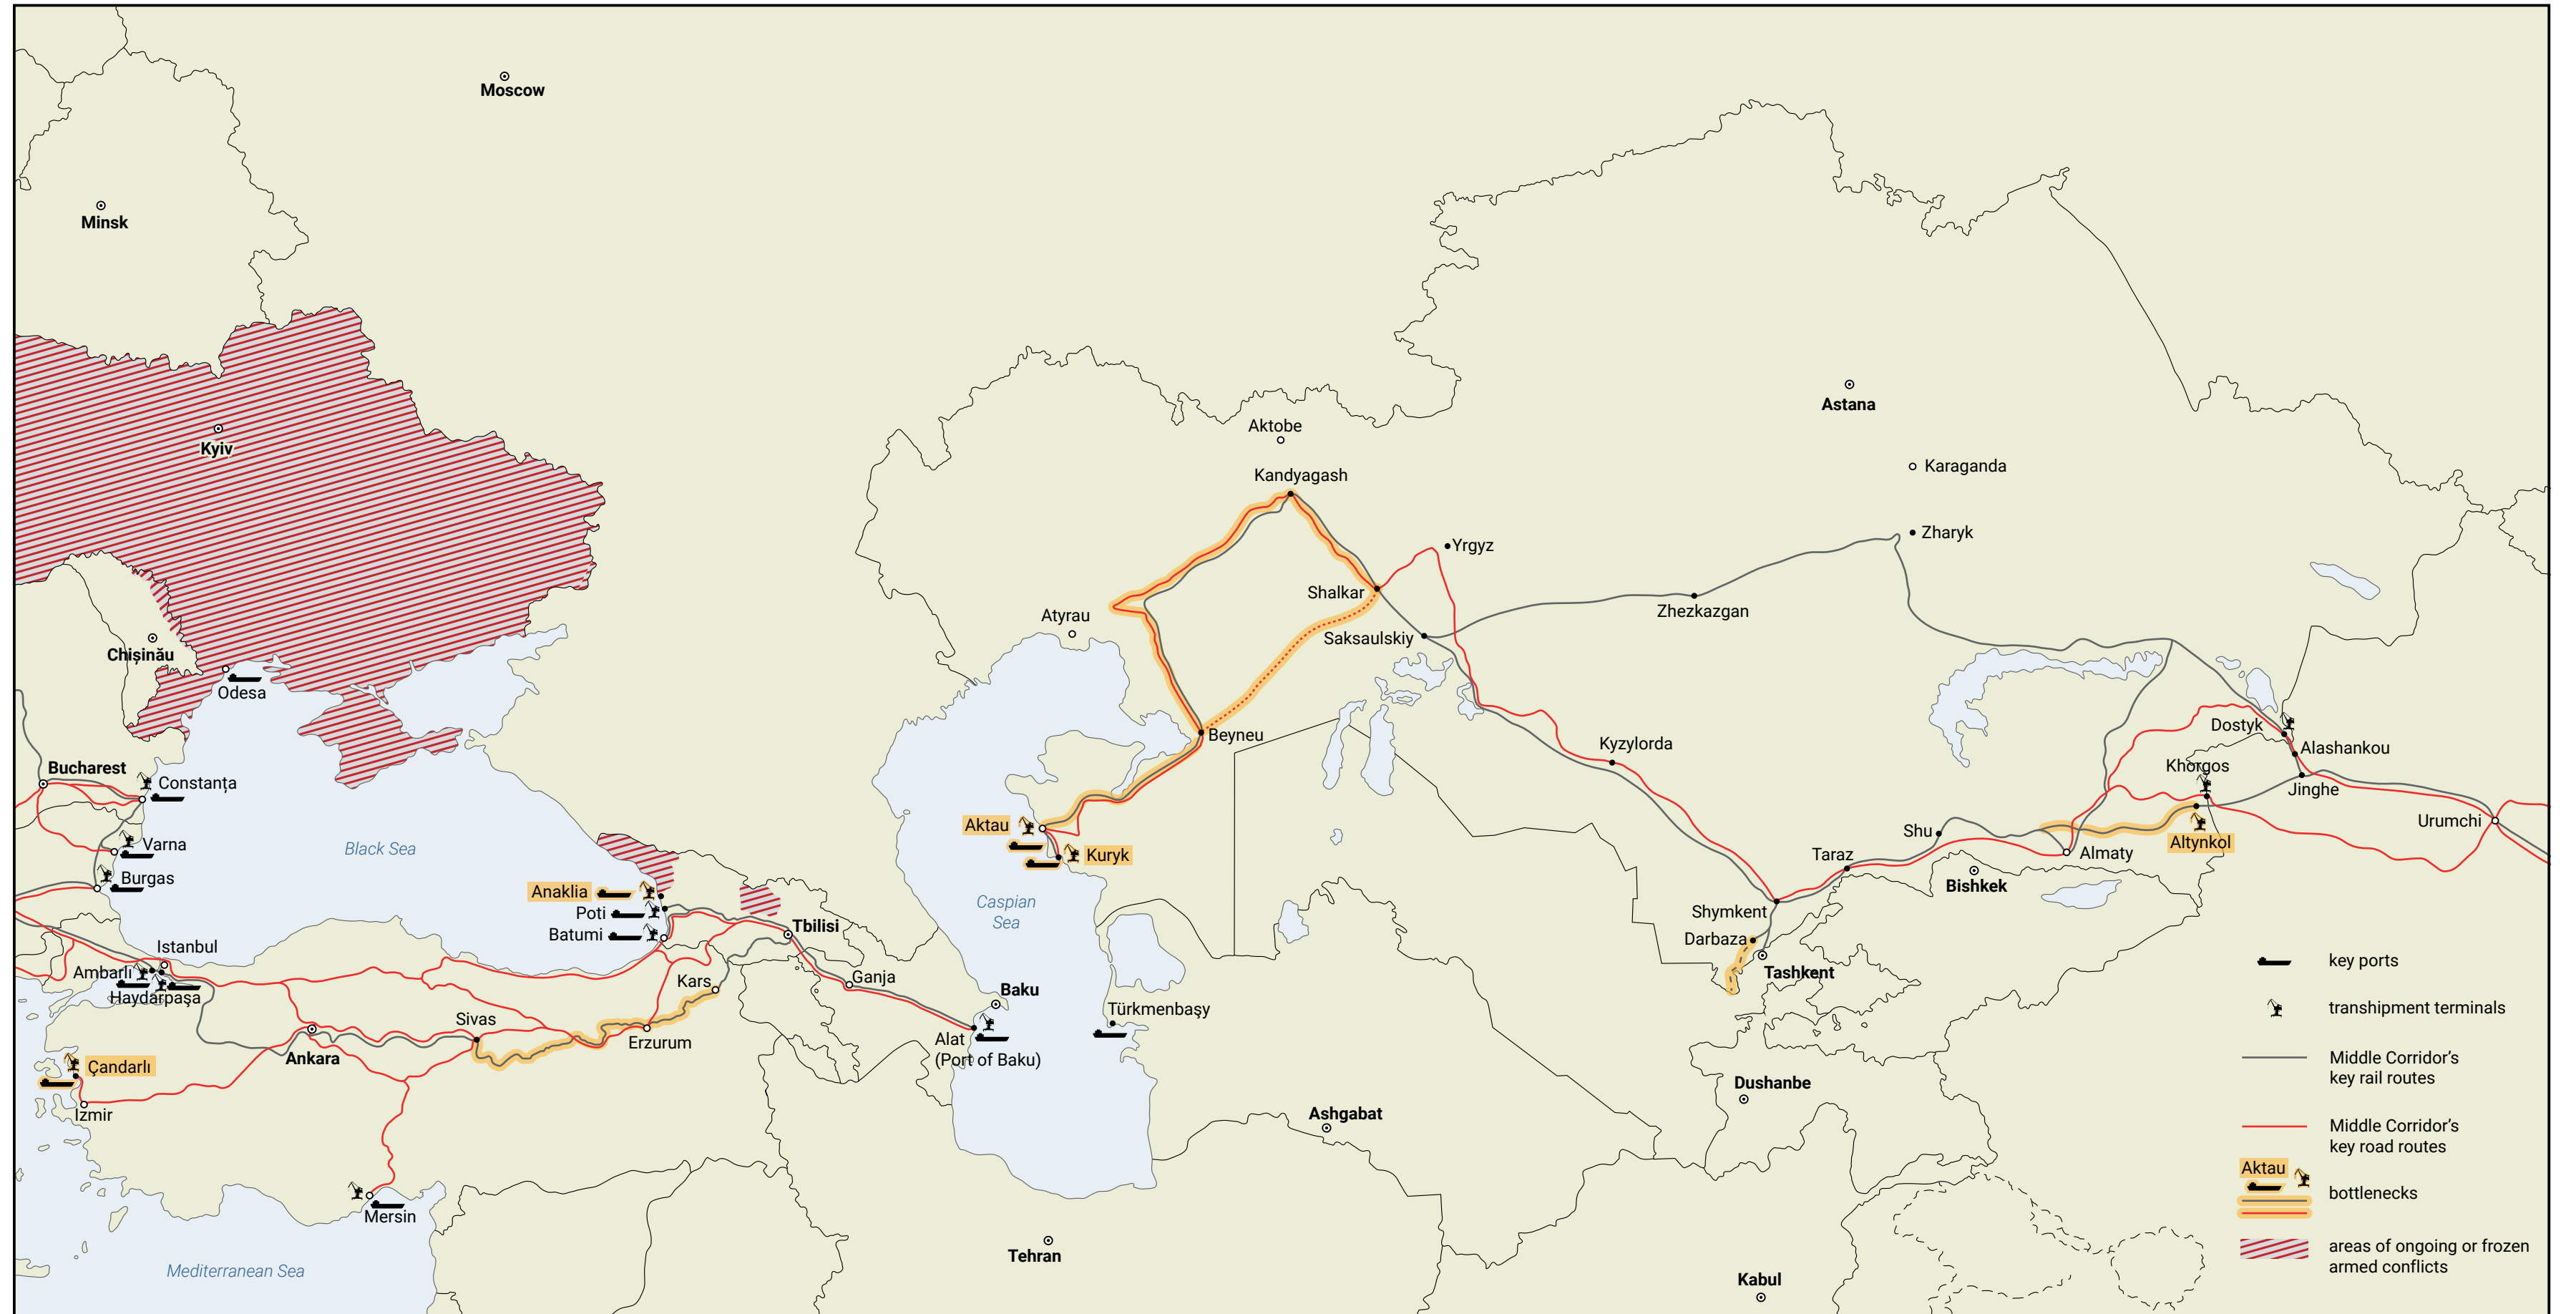 Moscow
Minsk
Astana
Aktobe
Kyiv
Karaganda
Kandyagash
Zharyk
Yrgyz
Shalkar
Zhezkazgan
Atyrau
Saksaulskiy
Chișinău
Odesa
Dostyk
Beyneu
Kyzylorda
Alashankou
Bucharest
Khorgos
Constanța
Jinghe
Urumchi
Aktau
Shu
Varna
Black Sea
Altynkol
Kuryk
Almaty
Taraz
Burgas
Bishkek
Anaklia
Caspian
Sea
Poti
Shymkent
Tbilisi
Batumi
Darbaza
Istanbul
key ports
Ambarlı
Tashkent
Kars
Ganja
Baku
Haydarpaşa
transhipment terminals
Türkmenbaşy
Sivas
Alat
(Port of Baku)
Erzurum
Ankara
Middle Corridor’s
key rail routes
Çandarlı
Dushanbe
Izmir
Ashgabat
Middle Corridor’s
key road routes
Aktau
bottlenecks
Mersin
Tehran
areas of ongoing or frozen
armed conflicts
Mediterranean Sea
Kabul